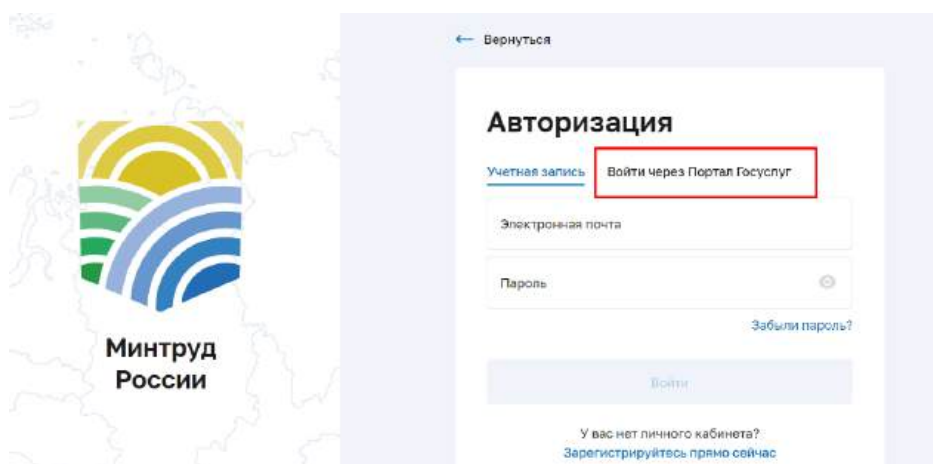 Вернуться
Авторизация
Учетная запись Войти через Портал Госуслуг
Электронная почта
Пароль
Забыли пароль?
Войти
У вас нет личного кабинета?
Зарегистрируйтесь прямо сейчас
Минтруд
России